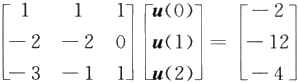 [1 1 1] [u(0)] [-2]
[-2 -2 0] [u(1)] = [-12]
[-3 -1 1] [u(2)] [-4]